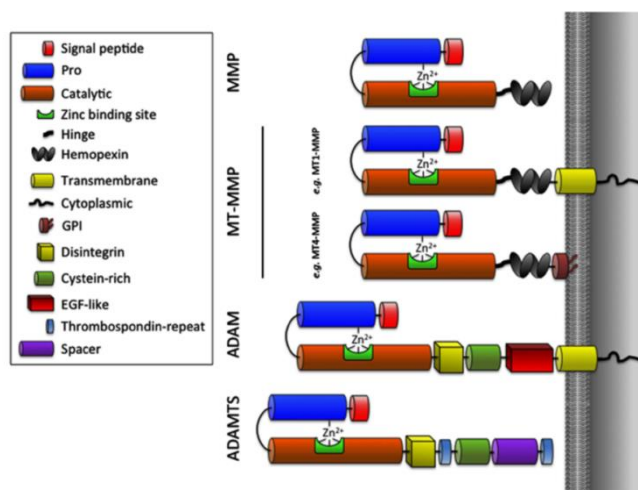 Signal peptide
Pro
Catalytic
Zinc binding site
Hinge
Hemopexin
Transmembrane
Cytoplasmic
GPI
Disintegrin
Cystein-rich
EGF-like
Thrombospondin-repeat
Spacer
MMP
Zn2+
MT-MMP
e.g. MT1-MMP
Zn2+
e.g. MT4-MMP
Zn2+
ADAM
Zn2+
ADAMTS
Zn2+